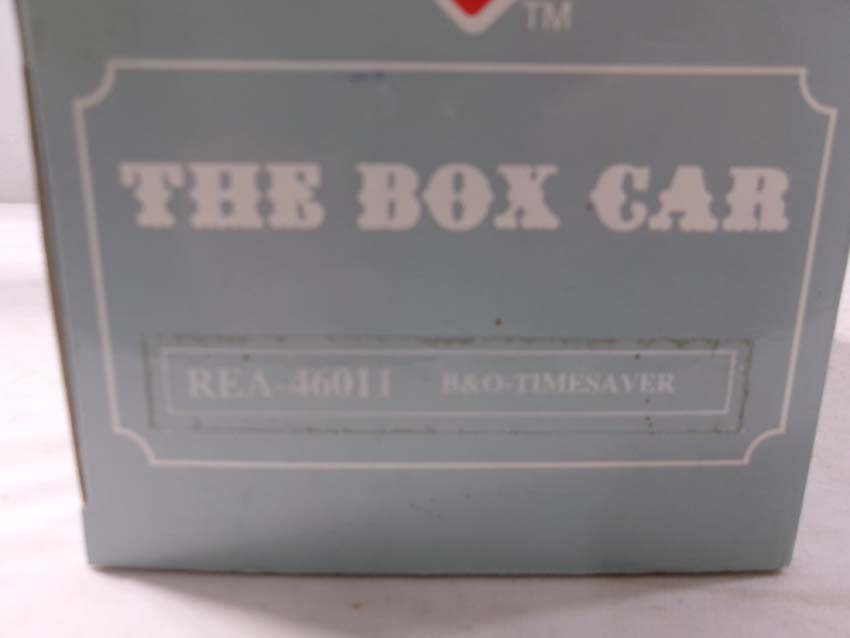 TM
THE BOX CAR
REA-46011 B&O-TIMESAVER